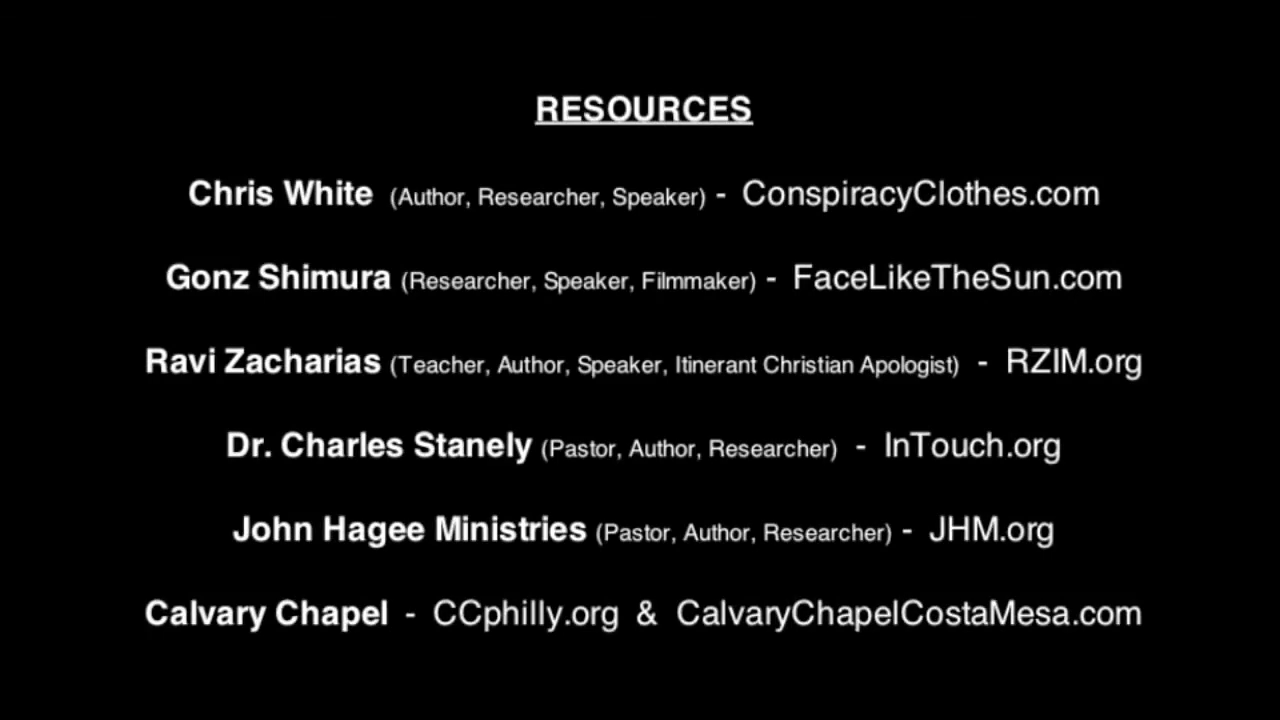 RESOURCES
Chris White (Author, Researcher, Speaker) - ConspiracyClothes.com
Gonz Shimura (Researcher, Speaker, Filmmaker) - FaceLikeTheSun.com
Ravi Zacharias (Teacher, Author, Speaker, Itinerant Christian Apologist) - RZIM.org
Dr. Charles Stanely (Pastor, Author, Researcher) - InTouch.org
John Hagee Ministries (Pastor, Author, Researcher) - JHM.org
Calvary Chapel - CCphilly.org & CalvaryChapelCostaMesa.com